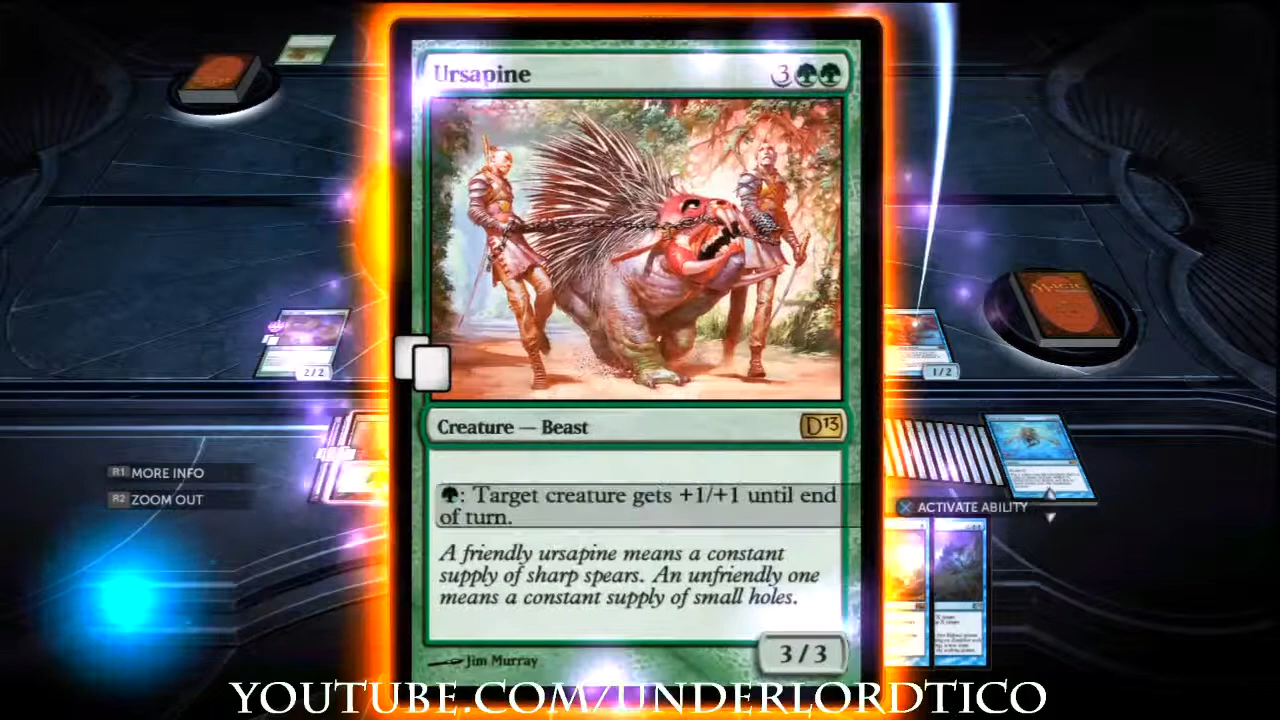 Ursapine
3
Creature — Beast
D13
: Target creature gets +1/+1 until end
of turn.
A friendly ursapine means a constant
supply of sharp spears. An unfriendly one
means a constant supply of small holes.
Jim Murray
3/3
MAGIC
2/2
1/2
R1 MORE INFO
R2 ZOOM OUT
ACTIVATE ABILITY
YOUTUBE.COM/UNDERLORDTICO